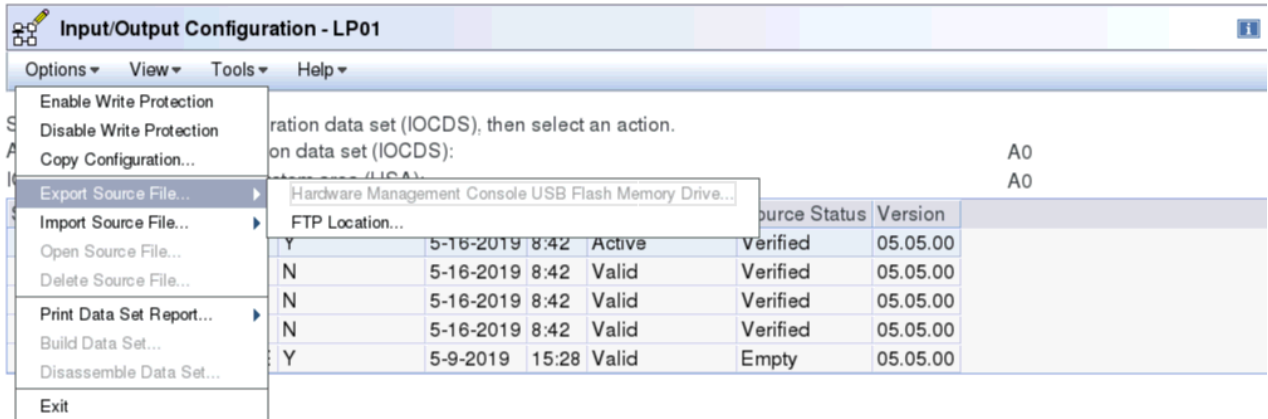 Input/Output Configuration - LP01
Options View Tools Help
Enable Write Protection
Disable Write Protection
ration data set (IOCDS), then select an action.
Copy Configuration...
on data set (IOCDS): A0
A0
Export Source File...
Hardware Management Console USB Flash Memory Drive...
Import Source File...
FTP Location...
ource Status Version
Open Source File...
Delete Source File...
Print Data Set Report...
Build Data Set...
Disassemble Data Set...
Exit
Y 5-16-2019 8:42 Active Verified 05.05.00
N 5-16-2019 8:42 Valid Verified 05.05.00
N 5-16-2019 8:42 Valid Verified 05.05.00
N 5-16-2019 8:42 Valid Verified 05.05.00
Y 5-9-2019 15:28 Valid Empty 05.05.00